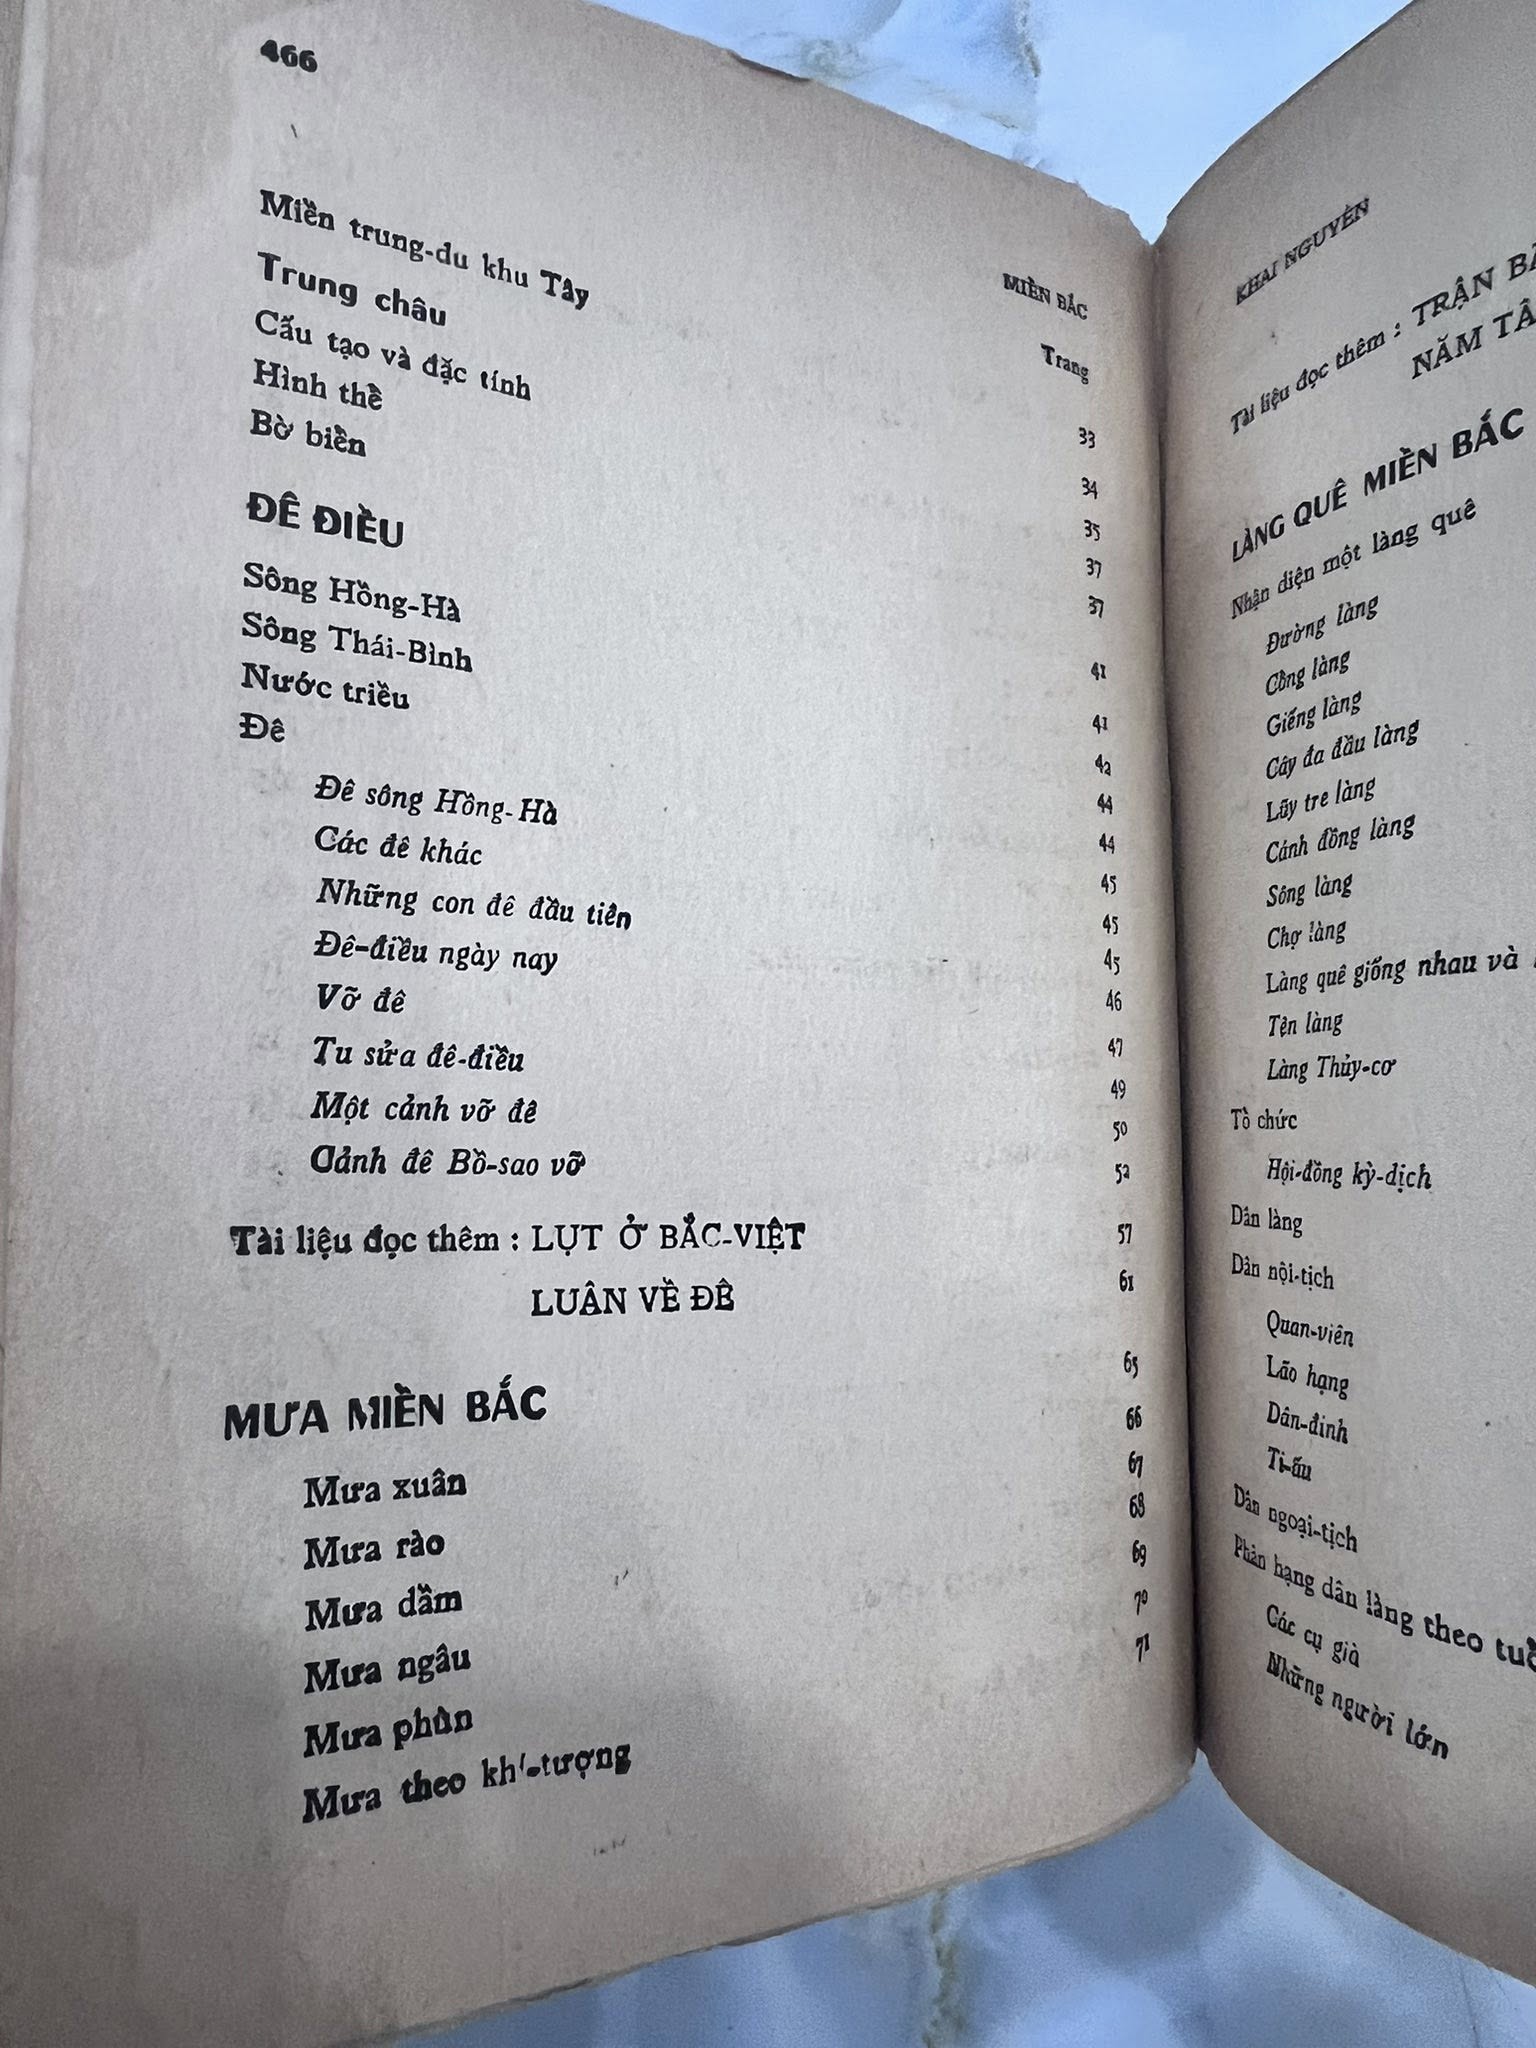 466
MIỀN BẮC
Trang
Miền trung-du khu Tây 33
Trung châu 34
Cấu tạo và đặc tính 35
Hình thể 37
Bờ biển 37
ĐÊ ĐIỀU 41
Sông Hồng-Hà 41
Sông Thái-Bình 42
Nước triều 44
Đê 44
Đê sông Hồng-Hà 45
Các đê khác 45
Những con đê đầu tiên 45
Đê-điều ngày nay 46
Vỡ đê 47
Tu sửa đê-điều 49
Một cảnh vỡ đê 50
Cảnh đê Bồ-sao vỡ 52
Tài liệu đọc thêm : LỤT Ở BẮC-VIỆT 57
LUÂN VỀ ĐÊ 61
MƯA MIỀN BẮC 65
Mưa xuân 66
Mưa rào 67
Mưa dầm 68
Mưa ngâu 69
Mưa phùn 70
Mưa theo khí-tượng 71
KHAI NGUYÊN
Tài liệu đọc thêm : TRẬN
NĂM
LÀNG QUÊ MIỀN BẮC
Nhận diện một làng quê
Đường làng
Cổng làng
Giếng làng
Cây đa đầu làng
Lũy tre làng
Cánh đồng làng
Sông làng
Chợ làng
Làng quê giống nhau và
Tên làng
Làng Thủy-cơ
Tổ chức
Hội-đồng kỳ-dịch
Dân làng
Dân nội-tịch
Quan-viên
Lão hạng
Dân-đinh
Ti-ấu
Dân ngoại-tịch
Phân hạng dân làng theo
Các cụ già
Những người lớn